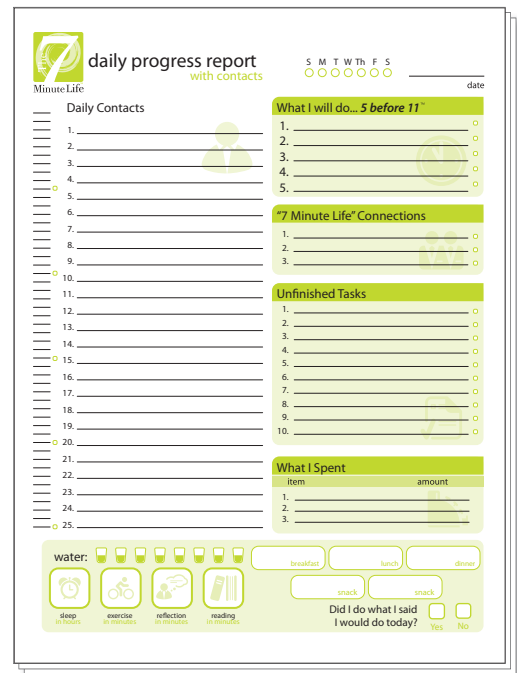 7
Minute Life
daily progress report
with contacts
S M T W Th F S
date
Daily Contacts
1.
2.
3.
4.
5.
6.
7.
8.
9.
10.
11.
12.
13.
14.
15.
16.
17.
18.
19.
20.
21.
22.
23.
24.
25.
What I will do... 5 before 11™
1.
2.
3.
4.
5.
“7 Minute Life” Connections
1.
2.
3.
Unfinished Tasks
1.
2.
3.
4.
5.
6.
7.
8.
9.
10.
What I Spent
item amount
1.
2.
3.
water:
breakfast lunch dinner
snack snack
sleep
in hours
exercise
in minutes
reflection
in minutes
reading
in minutes
Did I do what I said
I would do today?
Yes No